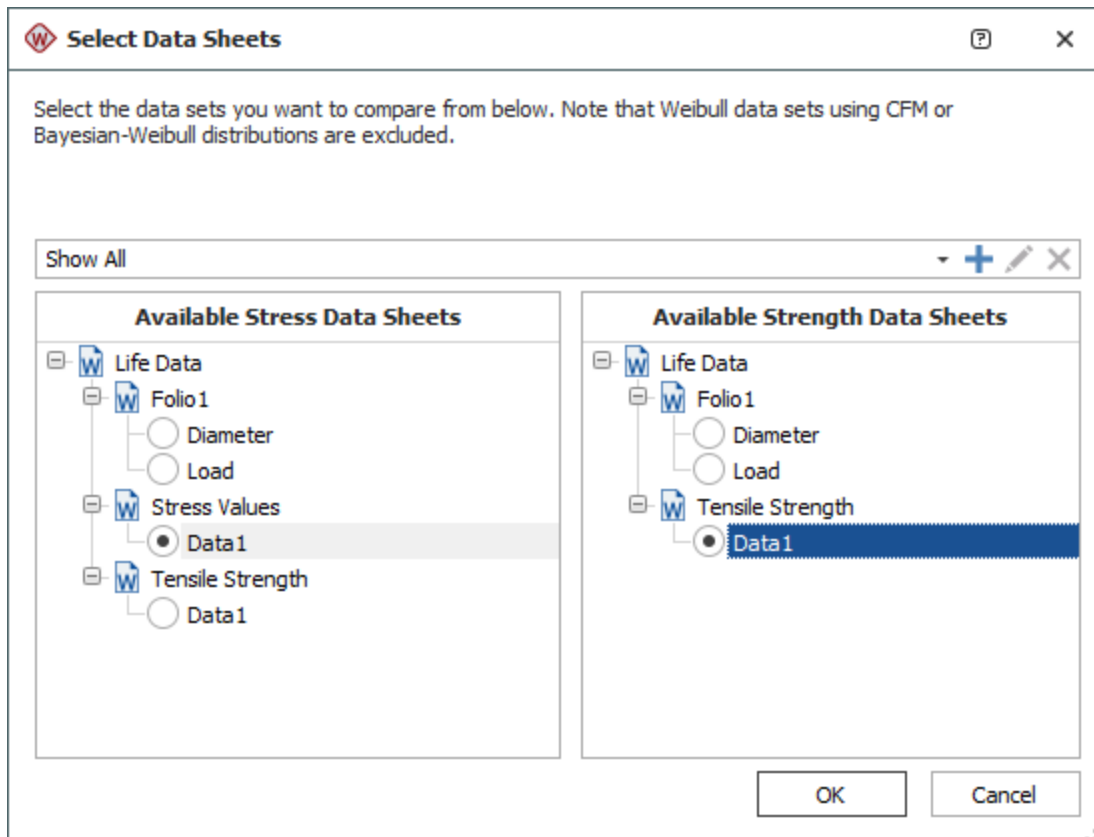 Select Data Sheets
Select the data sets you want to compare from below. Note that Weibull data sets using CFM or
Bayesian-Weibull distributions are excluded.
Show All
Available Stress Data Sheets
Life Data
Folio1
Diameter
Load
Stress Values
Data1
Tensile Strength
Data1
Available Strength Data Sheets
Life Data
Folio1
Diameter
Load
Tensile Strength
Data1
OK
Cancel